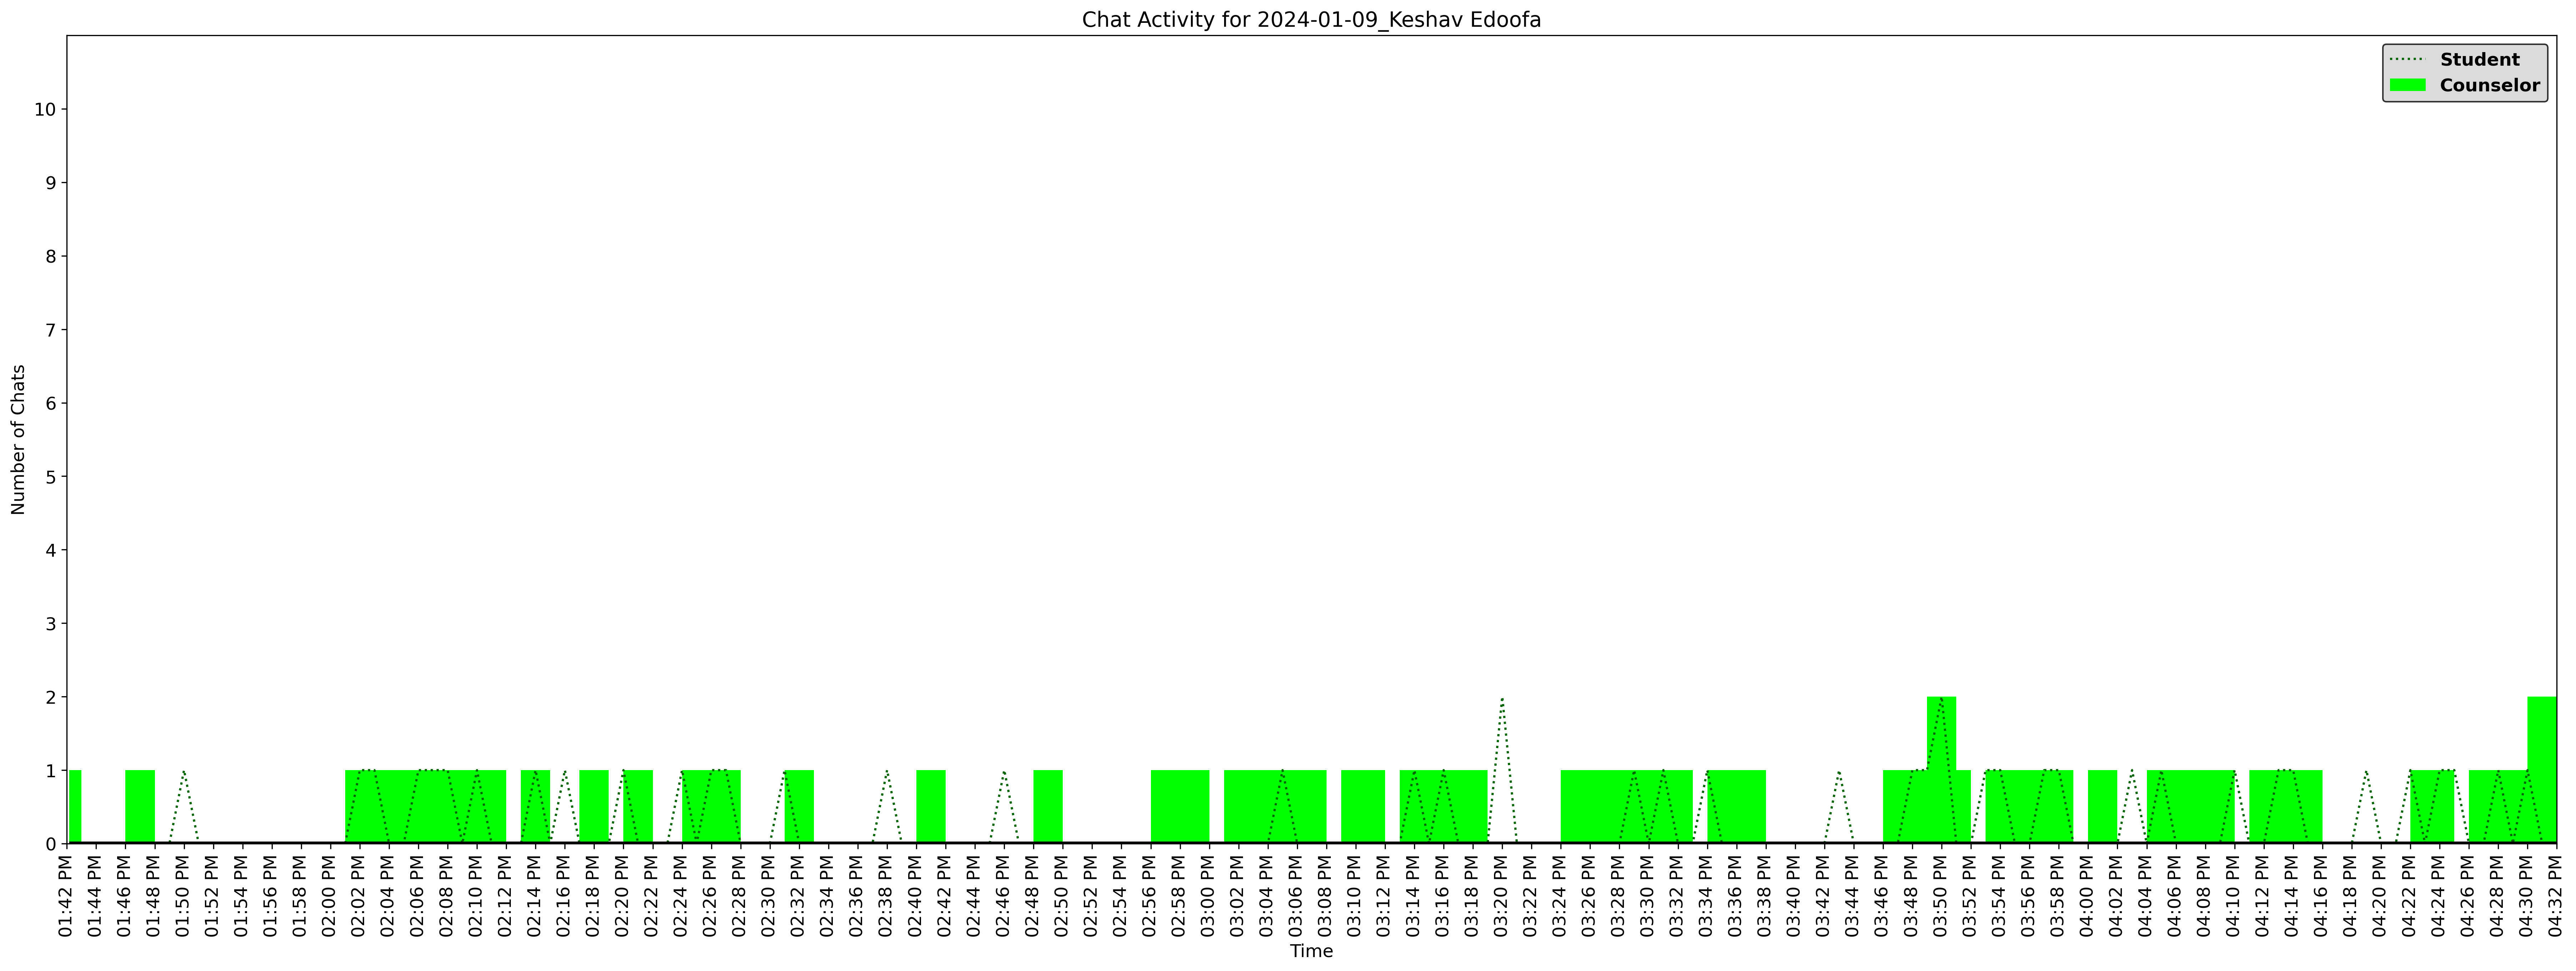 Chat Activity for 2024-01-09_Keshav Edoofa
Student
Counselor
Number of Chats
10
9
8
7
6
5
4
3
2
1
0
01:42 PM
01:44 PM
01:46 PM
01:48 PM
01:50 PM
01:52 PM
01:54 PM
01:56 PM
01:58 PM
02:00 PM
02:02 PM
02:04 PM
02:06 PM
02:08 PM
02:10 PM
02:12 PM
02:14 PM
02:16 PM
02:18 PM
02:20 PM
02:22 PM
02:24 PM
02:26 PM
02:28 PM
02:30 PM
02:32 PM
02:34 PM
02:36 PM
02:38 PM
02:40 PM
02:42 PM
02:44 PM
02:46 PM
02:48 PM
02:50 PM
02:52 PM
02:54 PM
02:56 PM
02:58 PM
03:00 PM
03:02 PM
03:04 PM
03:06 PM
03:08 PM
03:10 PM
03:12 PM
03:14 PM
03:16 PM
03:18 PM
03:20 PM
03:22 PM
03:24 PM
03:26 PM
03:28 PM
03:30 PM
03:32 PM
03:34 PM
03:36 PM
03:38 PM
03:40 PM
03:42 PM
03:44 PM
03:46 PM
03:48 PM
03:50 PM
03:52 PM
03:54 PM
03:56 PM
03:58 PM
04:00 PM
04:02 PM
04:04 PM
04:06 PM
04:08 PM
04:10 PM
04:12 PM
04:14 PM
04:16 PM
04:18 PM
04:20 PM
04:22 PM
04:24 PM
04:26 PM
04:28 PM
04:30 PM
04:32 PM
Time